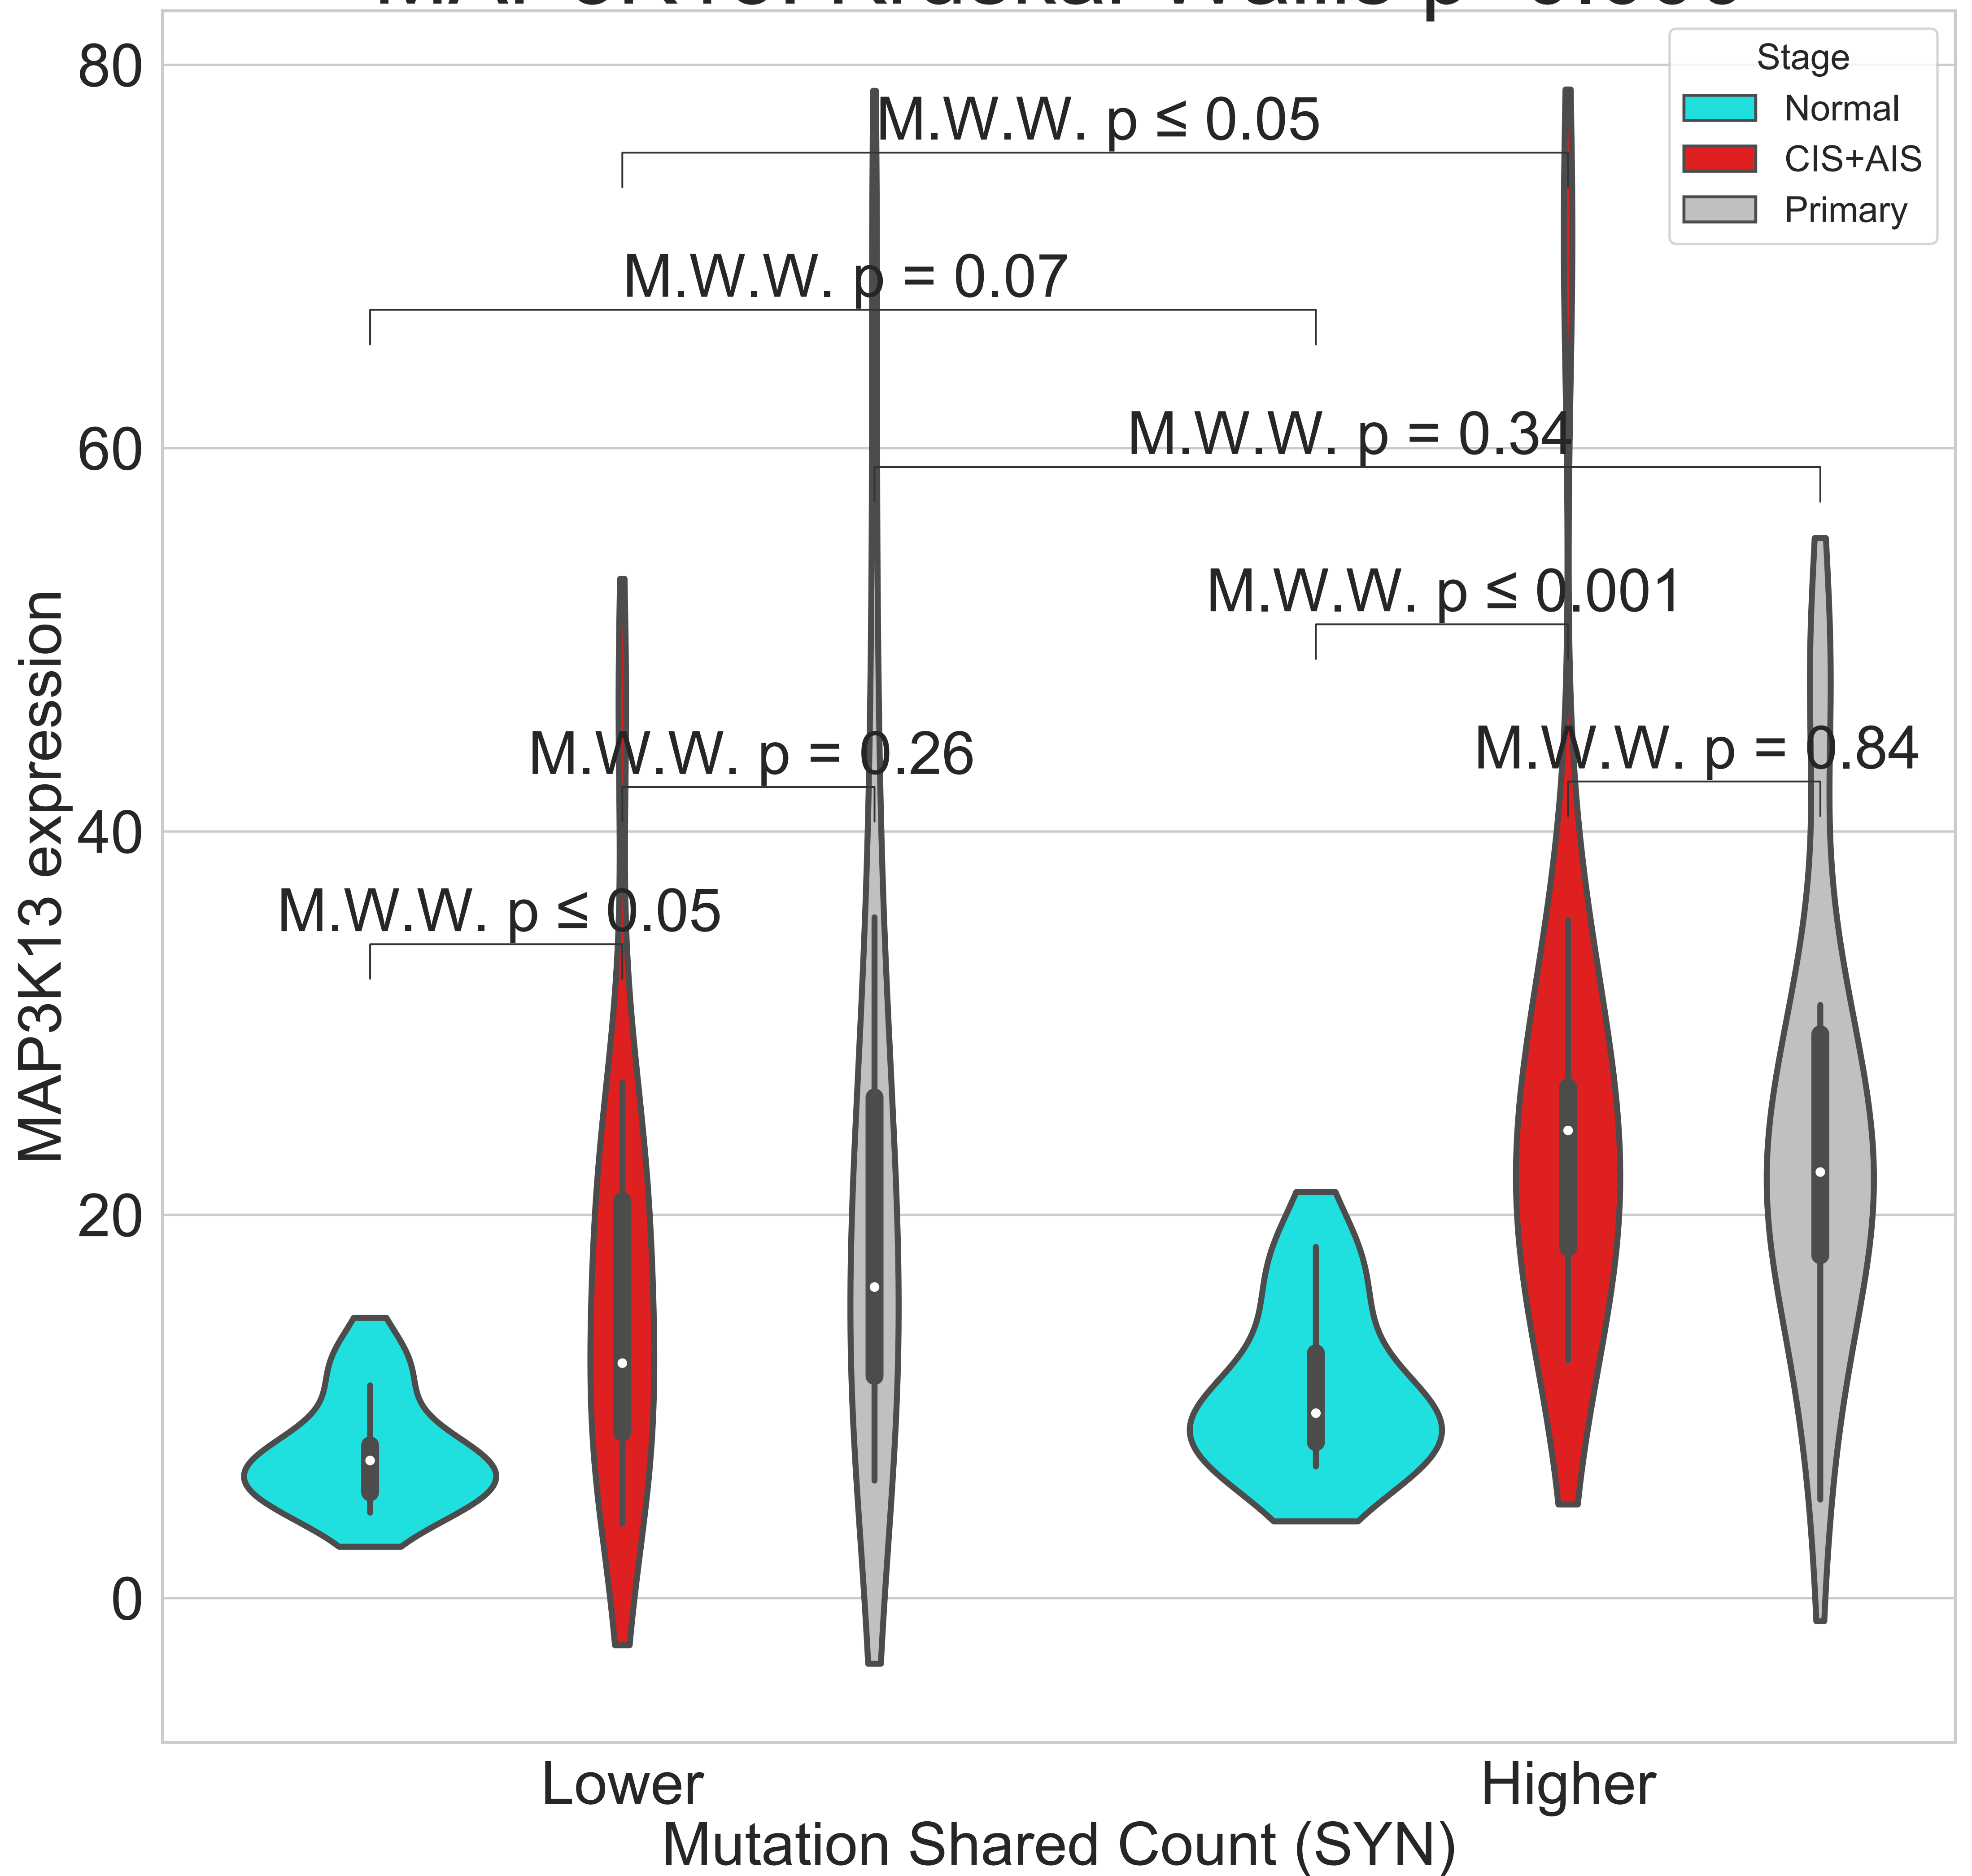 80
60
40
20
0
MAP3K13 expression
Stage
Normal
CIS+AIS
Primary
M.W.W. p ≤ 0.05
M.W.W. p = 0.07
M.W.W. p = 0.34
M.W.W. p ≤ 0.001
M.W.W. p = 0.26
M.W.W. p = 0.84
M.W.W. p ≤ 0.05
Lower
Higher
Mutation Shared Count (SYN)